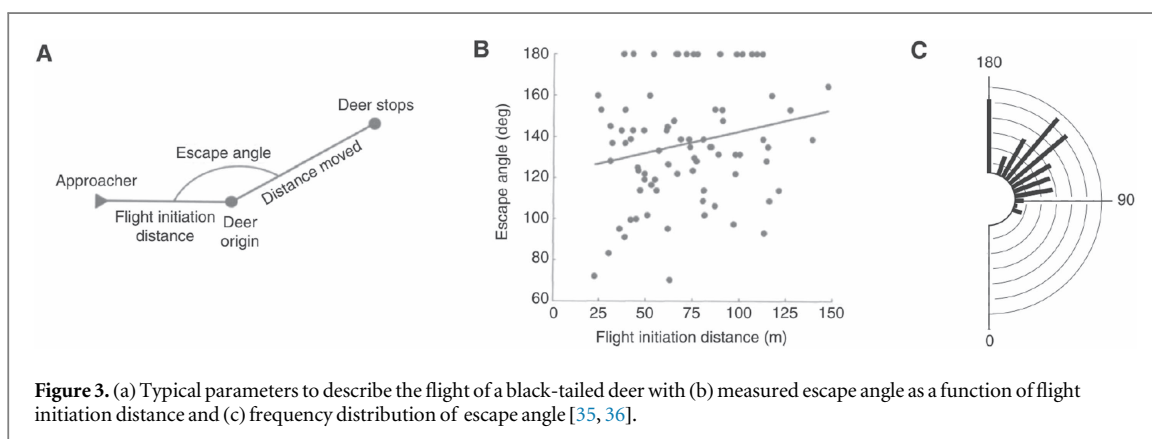 A
Deer stops
Escape angle
Distance moved
Approacher
Flight initiation
distance
Deer
origin
B
Escape angle (deg)
180
160
140
120
100
80
60
0
25
50
75
100
125
150
Flight initiation distance (m)
C
180
90
0
Figure 3. (a) Typical parameters to describe the flight of a black-tailed deer with (b) measured escape angle as a function of flight
initiation distance and (c) frequency distribution of escape angle [35, 36].